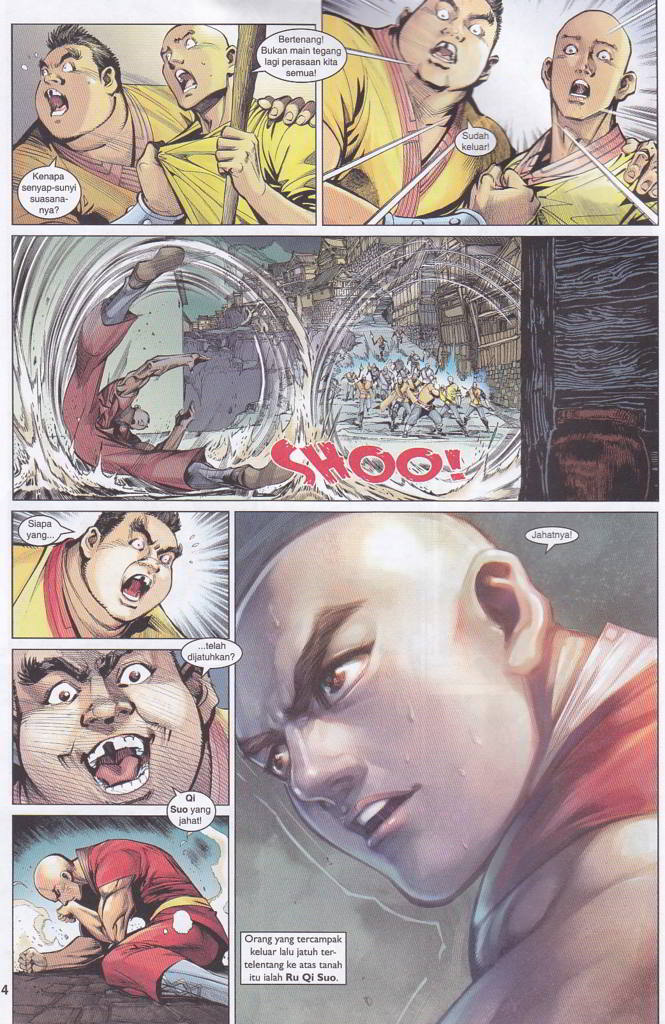 Kenapa
senyap-sunyi
suasana-
nya?
Bertenang!
Bukan main tegang
lagi perasaan kita
semua!
Sudah
keluar!
SHOO!
Siapa
yang...
...telah
dijatuhkan?
Qi
Suo yang
jahat!
Jahatnya!
Orang yang tercampak
keluar lalu jatuh ter-
telentang ke atas tanah
itu ialah Ru Qi Suo.
4